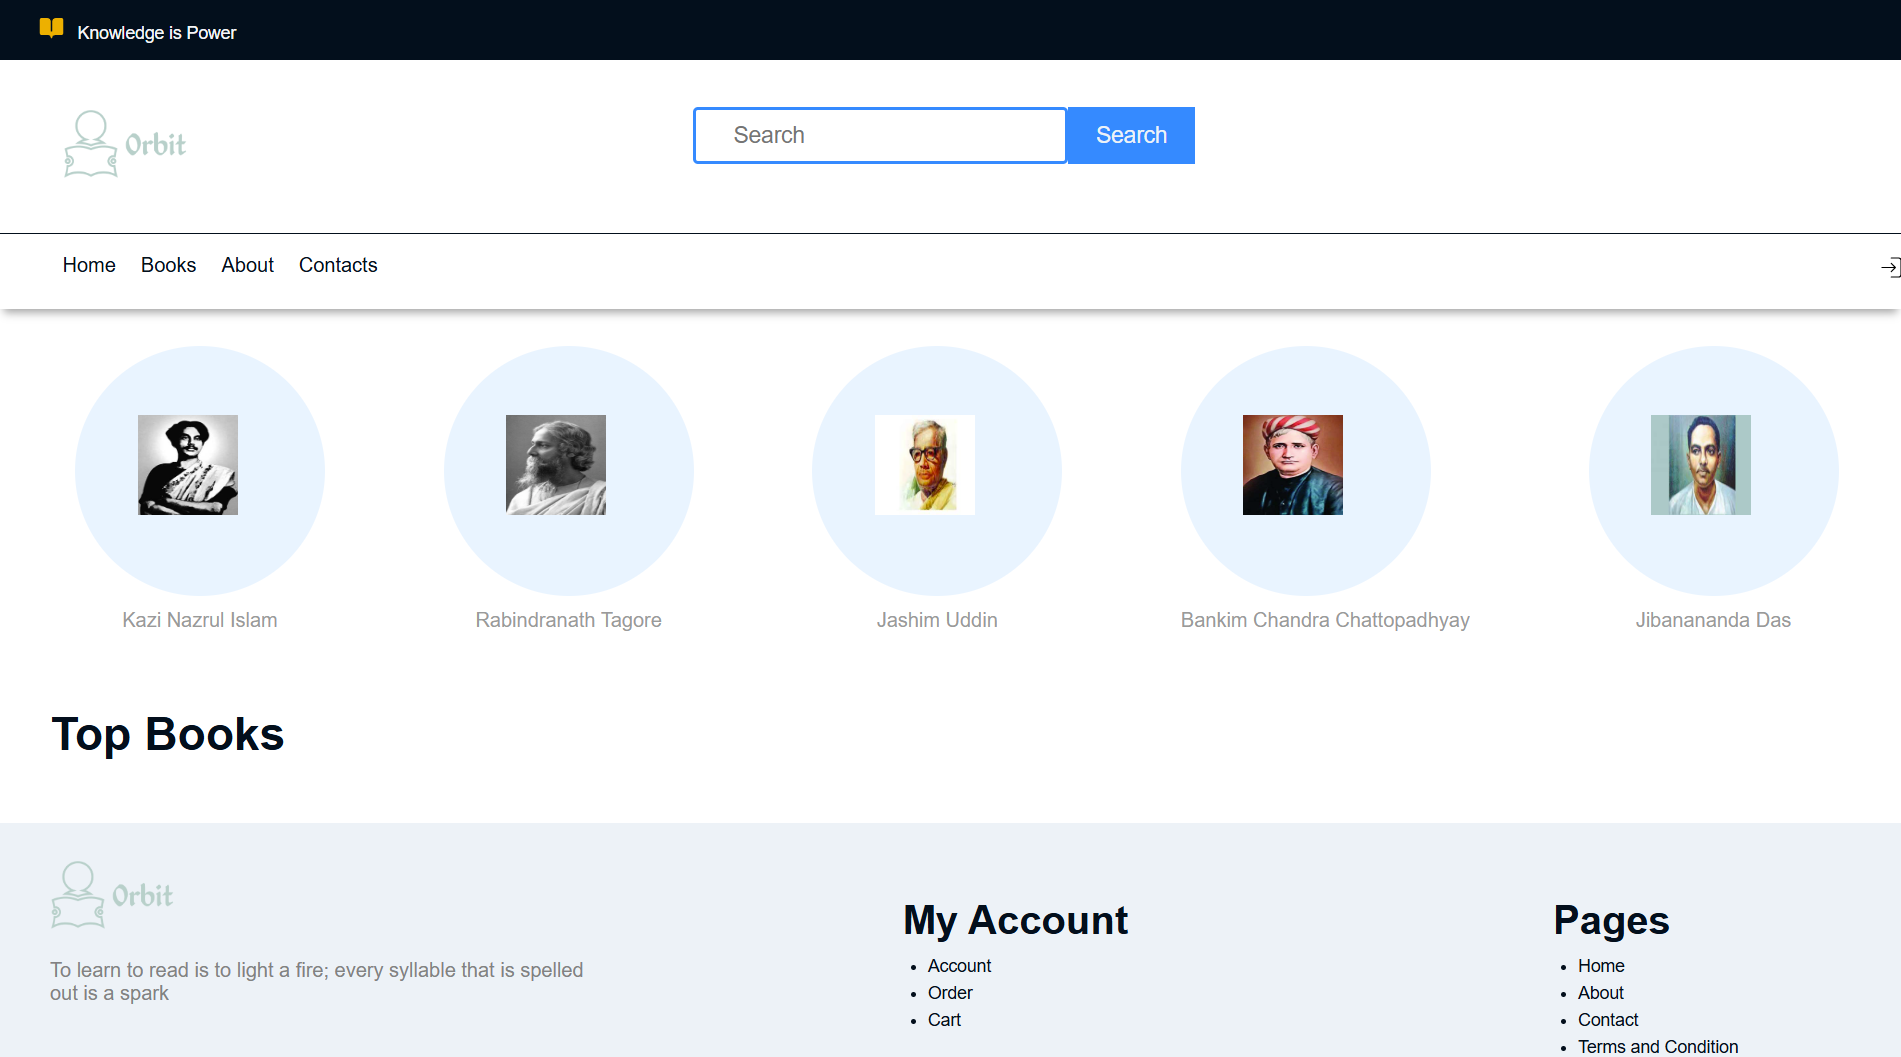 Knowledge is Power
Orbit
Search
Search
Home
Books
About
Contacts
Kazi Nazrul Islam
Rabindranath Tagore
Jashim Uddin
Bankim Chandra Chattopadhyay
Jibanananda Das
Top Books
Orbit
To learn to read is to light a fire; every syllable that is spelled
out is a spark
My Account
Account
Order
Cart
Pages
Home
About
Contact
Terms and Condition